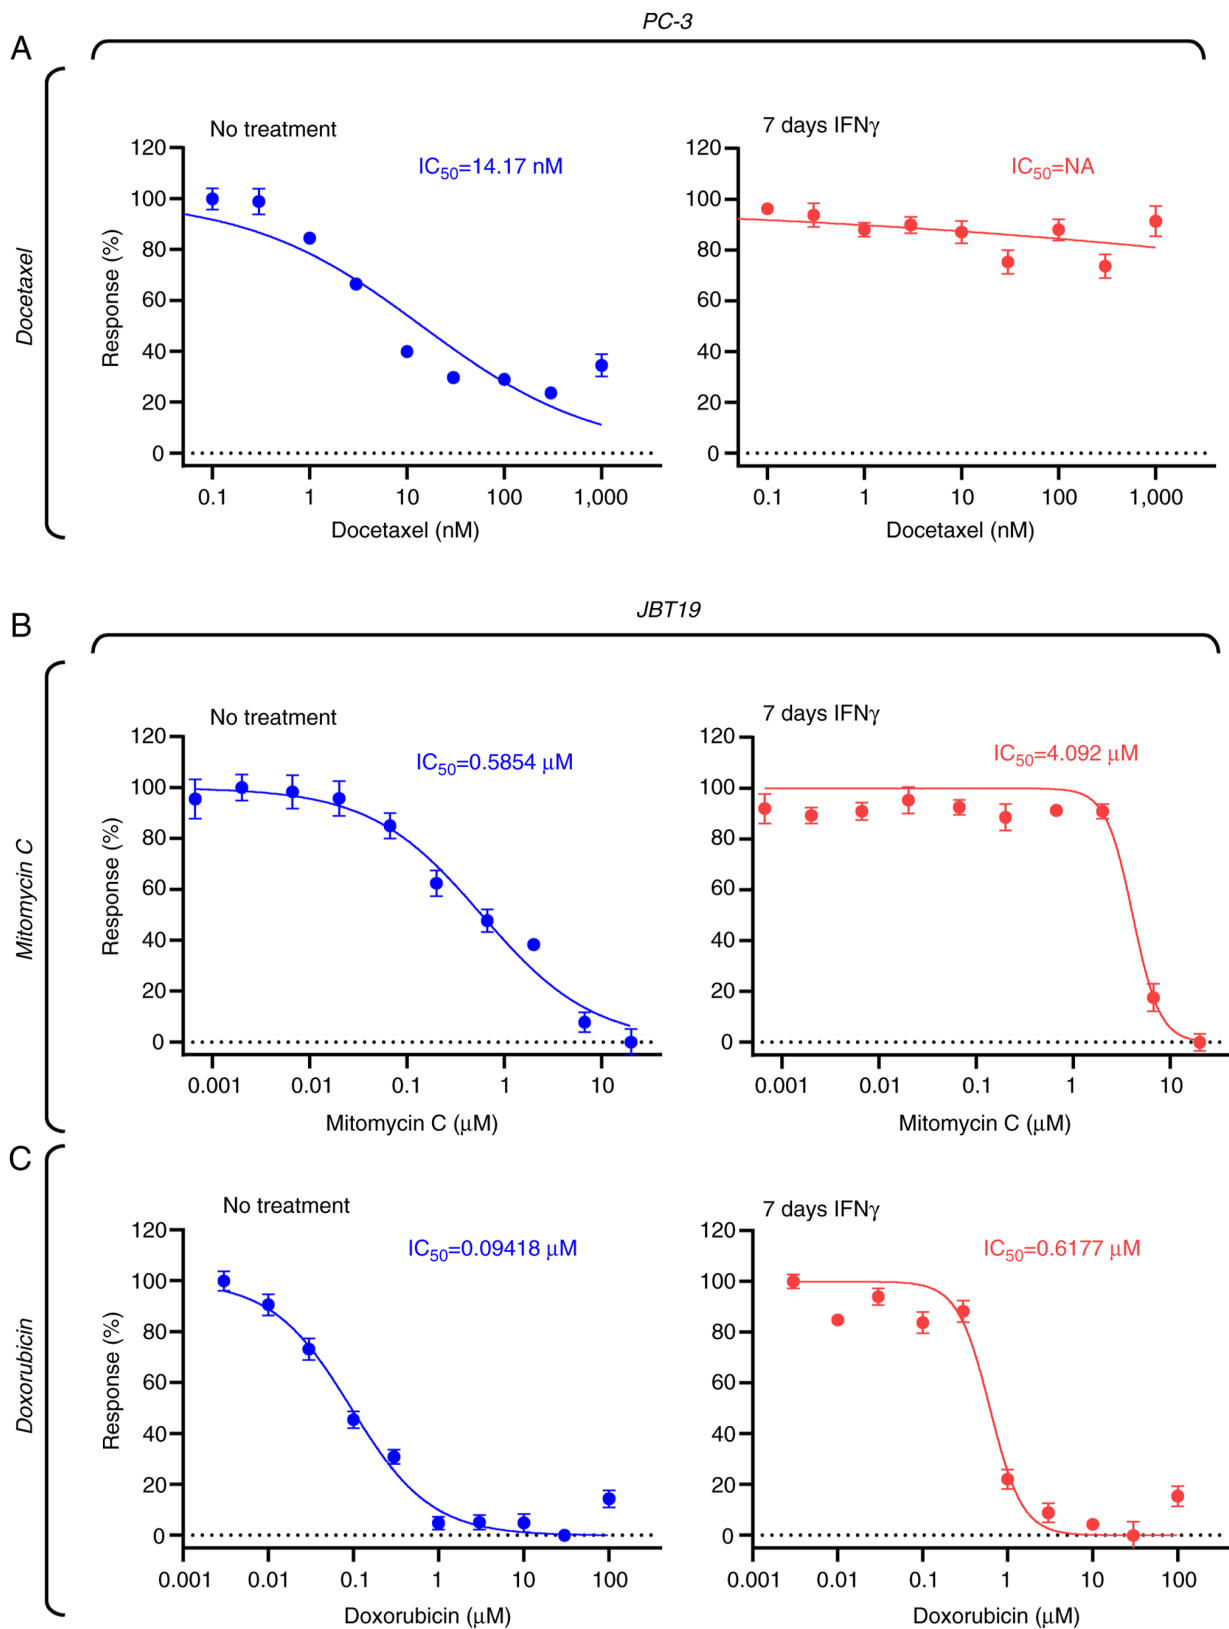 A
PC-3
Docetaxel
No treatment
IC50=14.17 nM
Response (%)
120
100
80
60
40
20
0
0.1 1 10 100 1,000
Docetaxel (nM)
7 days IFNγ
IC50=NA
120
100
80
60
40
20
0
0.1 1 10 100 1,000
Docetaxel (nM)
B
JBT19
Mitomycin C
No treatment
IC50=0.5854 μM
Response (%)
120
100
80
60
40
20
0
0.001 0.01 0.1 1 10
Mitomycin C (μM)
7 days IFNγ
IC50=4.092 μM
120
100
80
60
40
20
0
0.001 0.01 0.1 1 10
Mitomycin C (μM)
C
Doxorubicin
No treatment
IC50=0.09418 μM
Response (%)
120
100
80
60
40
20
0
0.001 0.01 0.1 1 10 100
Doxorubicin (μM)
7 days IFNγ
IC50=0.6177 μM
120
100
80
60
40
20
0
0.001 0.01 0.1 1 10 100
Doxorubicin (μM)